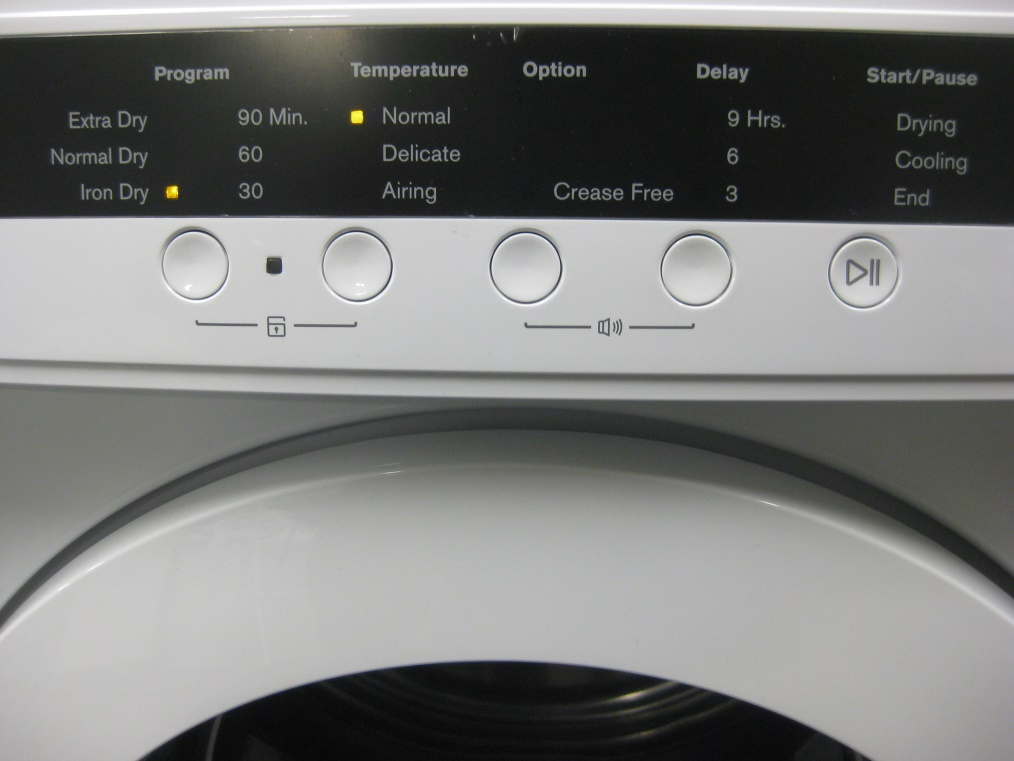 Program Temperature Option Delay Start/Pause
Extra Dry 90 Min. Normal 9 Hrs. Drying
Normal Dry 60 Delicate 6 Cooling
Iron Dry 30 Airing Crease Free 3 End